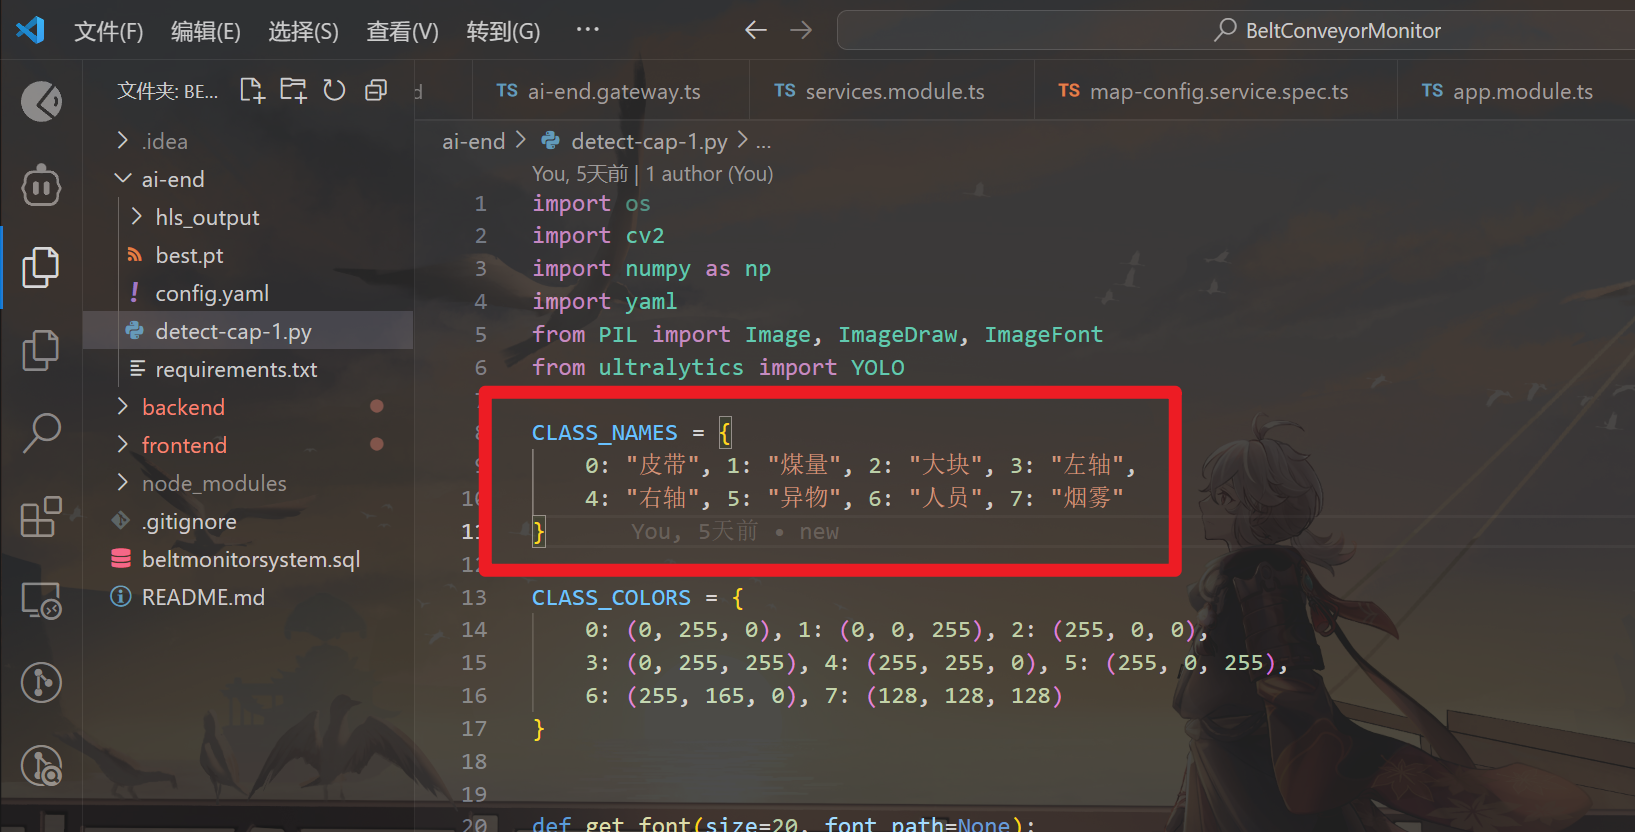 文件(F) 编辑(E) 选择(S) 查看(V) 转到(G) ··· BeltConveyorMonitor
文件夹: BE...
d TS ai-end.gateway.ts TS services.module.ts TS map-config.service.spec.ts TS app.module.ts
.idea
ai-end
hls_output
best.pt
config.yaml
detect-cap-1.py
requirements.txt
backend
frontend
node_modules
.gitignore
beltmonitorsystem.sql
README.md
ai-end > detect-cap-1.py > ...
You, 5天前 | 1 author (You)
1 import os
2 import cv2
3 import numpy as np
4 import yaml
5 from PIL import Image, ImageDraw, ImageFont
6 from ultralytics import YOLO
CLASS_NAMES = {
0: "皮带", 1: "煤量", 2: "大块", 3: "左轴",
10 4: "右轴", 5: "异物", 6: "人员", 7: "烟雾"
11 } You, 5天前 • new
12
13 CLASS_COLORS = {
14 0: (0, 255, 0), 1: (0, 0, 255), 2: (255, 0, 0),
15 3: (0, 255, 255), 4: (255, 255, 0), 5: (255, 0, 255),
16 6: (255, 165, 0), 7: (128, 128, 128)
17 }
18
19
20 def get_font(size=20, font_path=None):